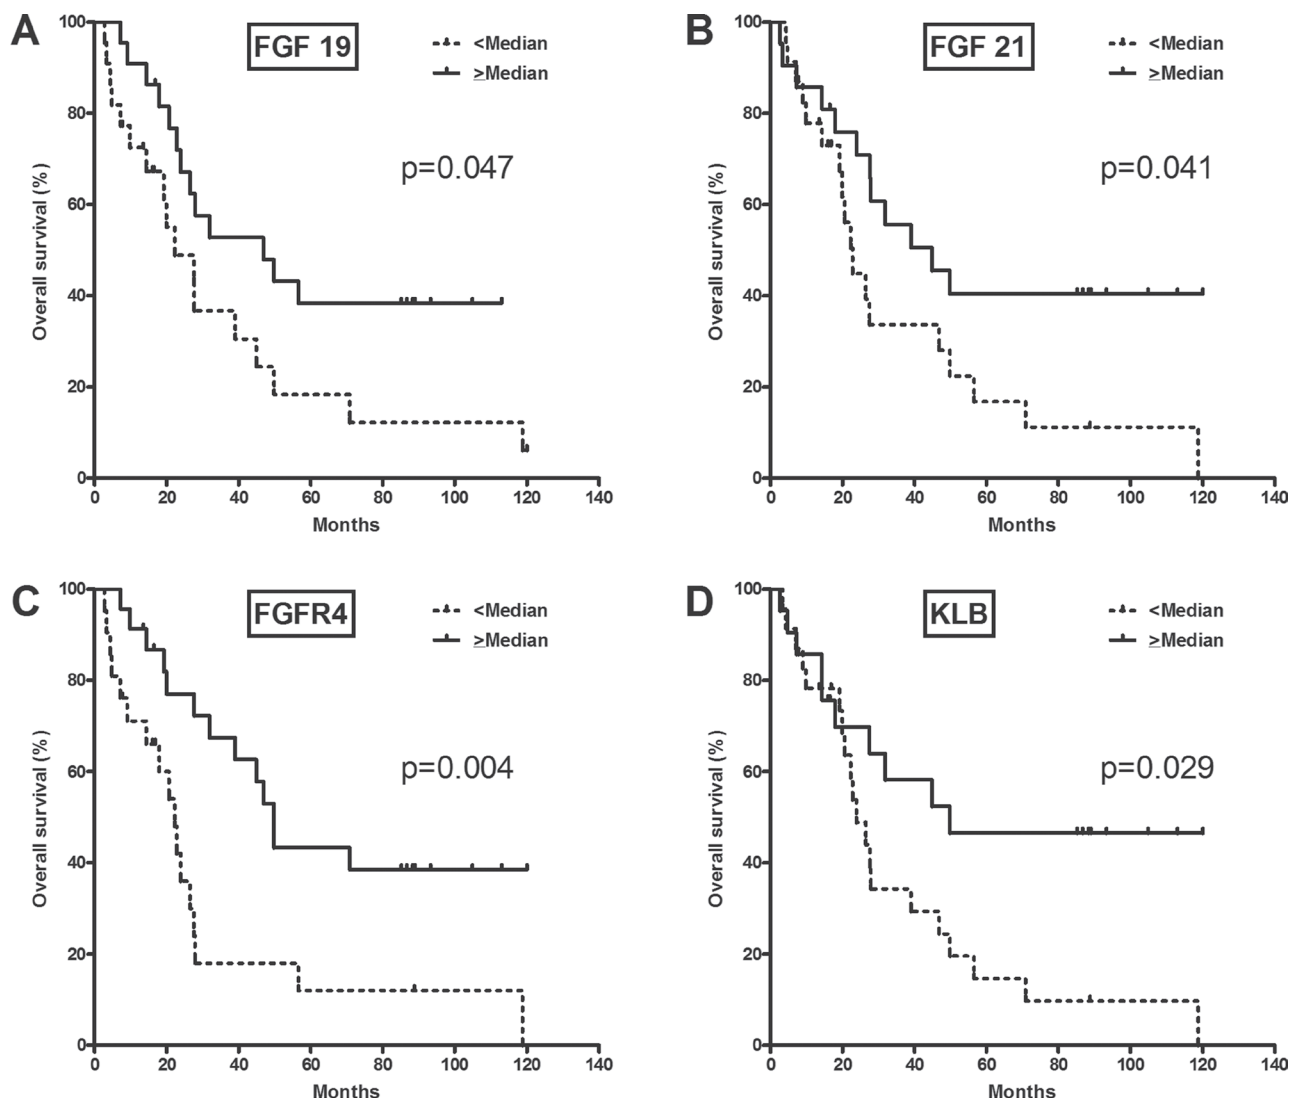 A
FGF 19
<Median
≥Median
p=0.047
Overall survival (%)
100
80
60
40
20
0
0 20 40 60 80 100 120 140
Months
B
FGF 21
<Median
≥Median
p=0.041
Overall survival (%)
100
80
60
40
20
0
0 20 40 60 80 100 120 140
Months
C
FGFR4
<Median
≥Median
p=0.004
Overall survival (%)
100
80
60
40
20
0
0 20 40 60 80 100 120 140
Months
D
KLB
<Median
≥Median
p=0.029
Overall survival (%)
100
80
60
40
20
0
0 20 40 60 80 100 120 140
Months